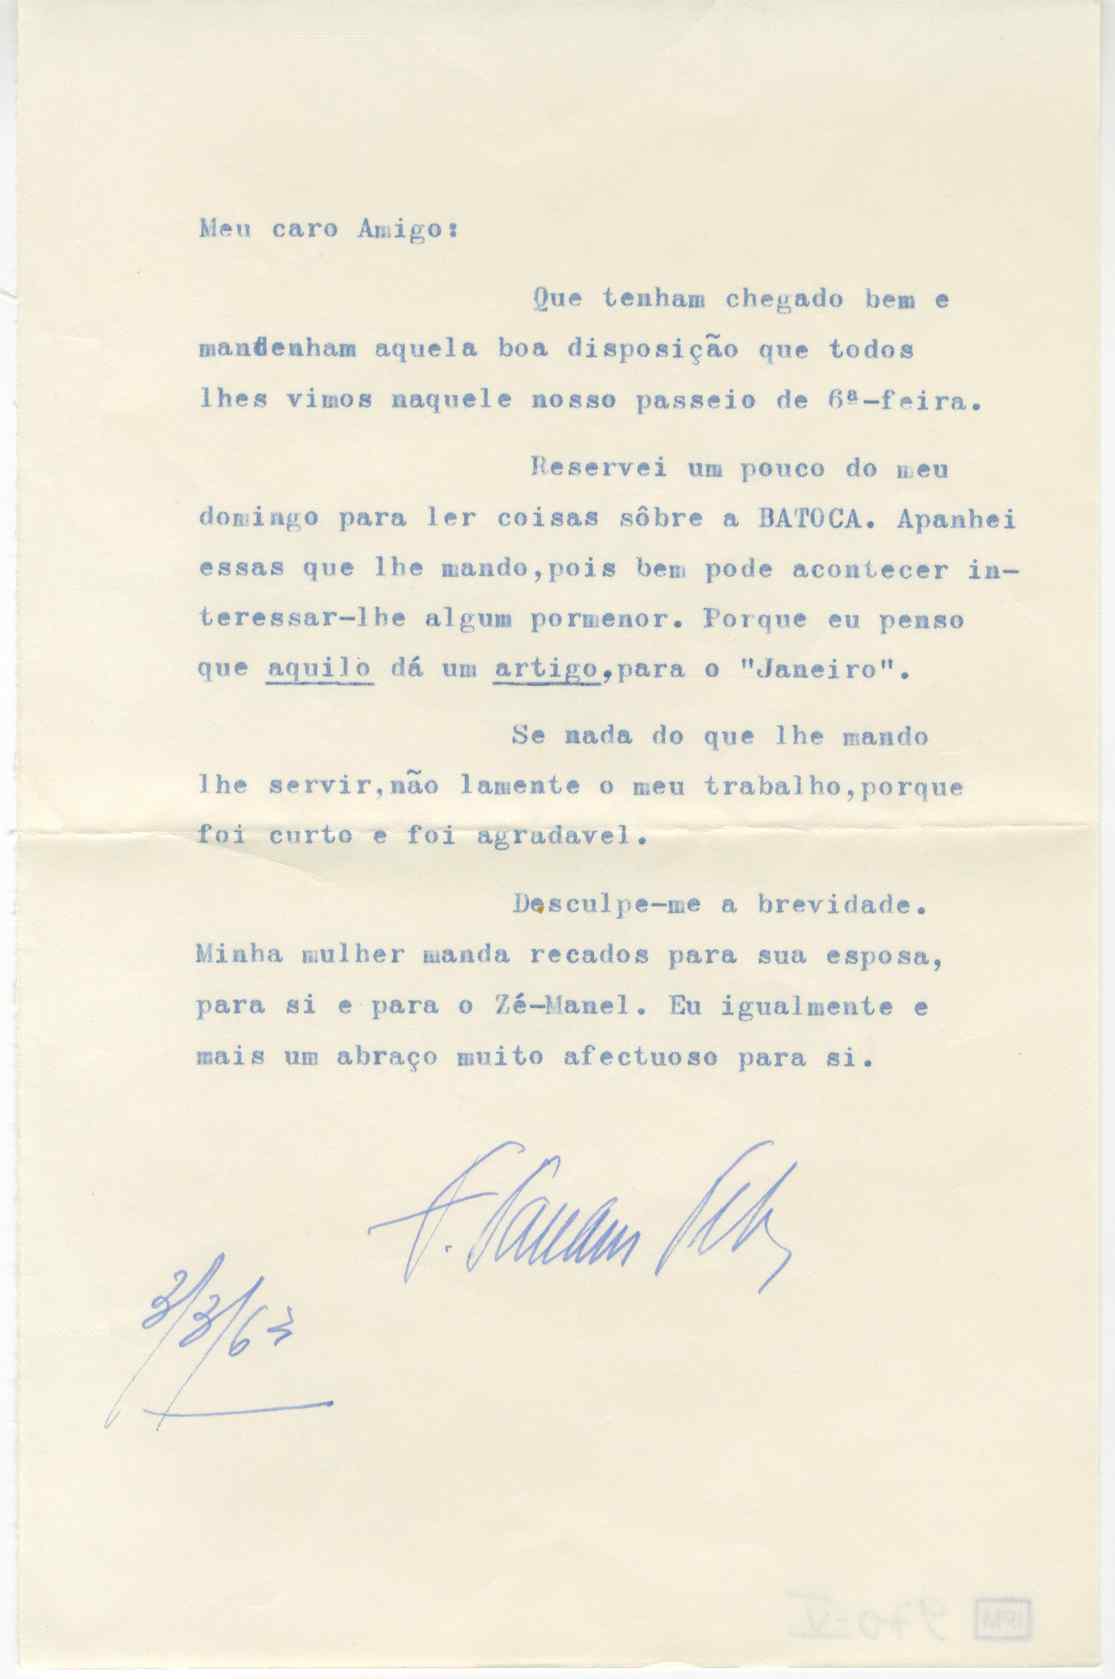 Meu caro Amigo:
Que tenham chegado bem e
mantenham aquela boa disposição que todos
lhes vimos naquele nosso passeio de 6ª-feira.
Reservei um pouco do meu
domingo para ler coisas sôbre a BATOCA. Apanhei
essas que lhe mando,pois bem pode acontecer in-
teressar-lhe algum pormenor. Porque eu penso
que aquilo dá um artigo,para o "Janeiro".
Se nada do que lhe mando
lhe servir,não lamente o meu trabalho,porque
foi curto e foi agradavel.
Desculpe-me a brevidade.
Minha mulher manda recados para sua esposa,
para si e para o Zé-Manel. Eu igualmente e
mais um abraço muito afectuoso para si.
3/3/63